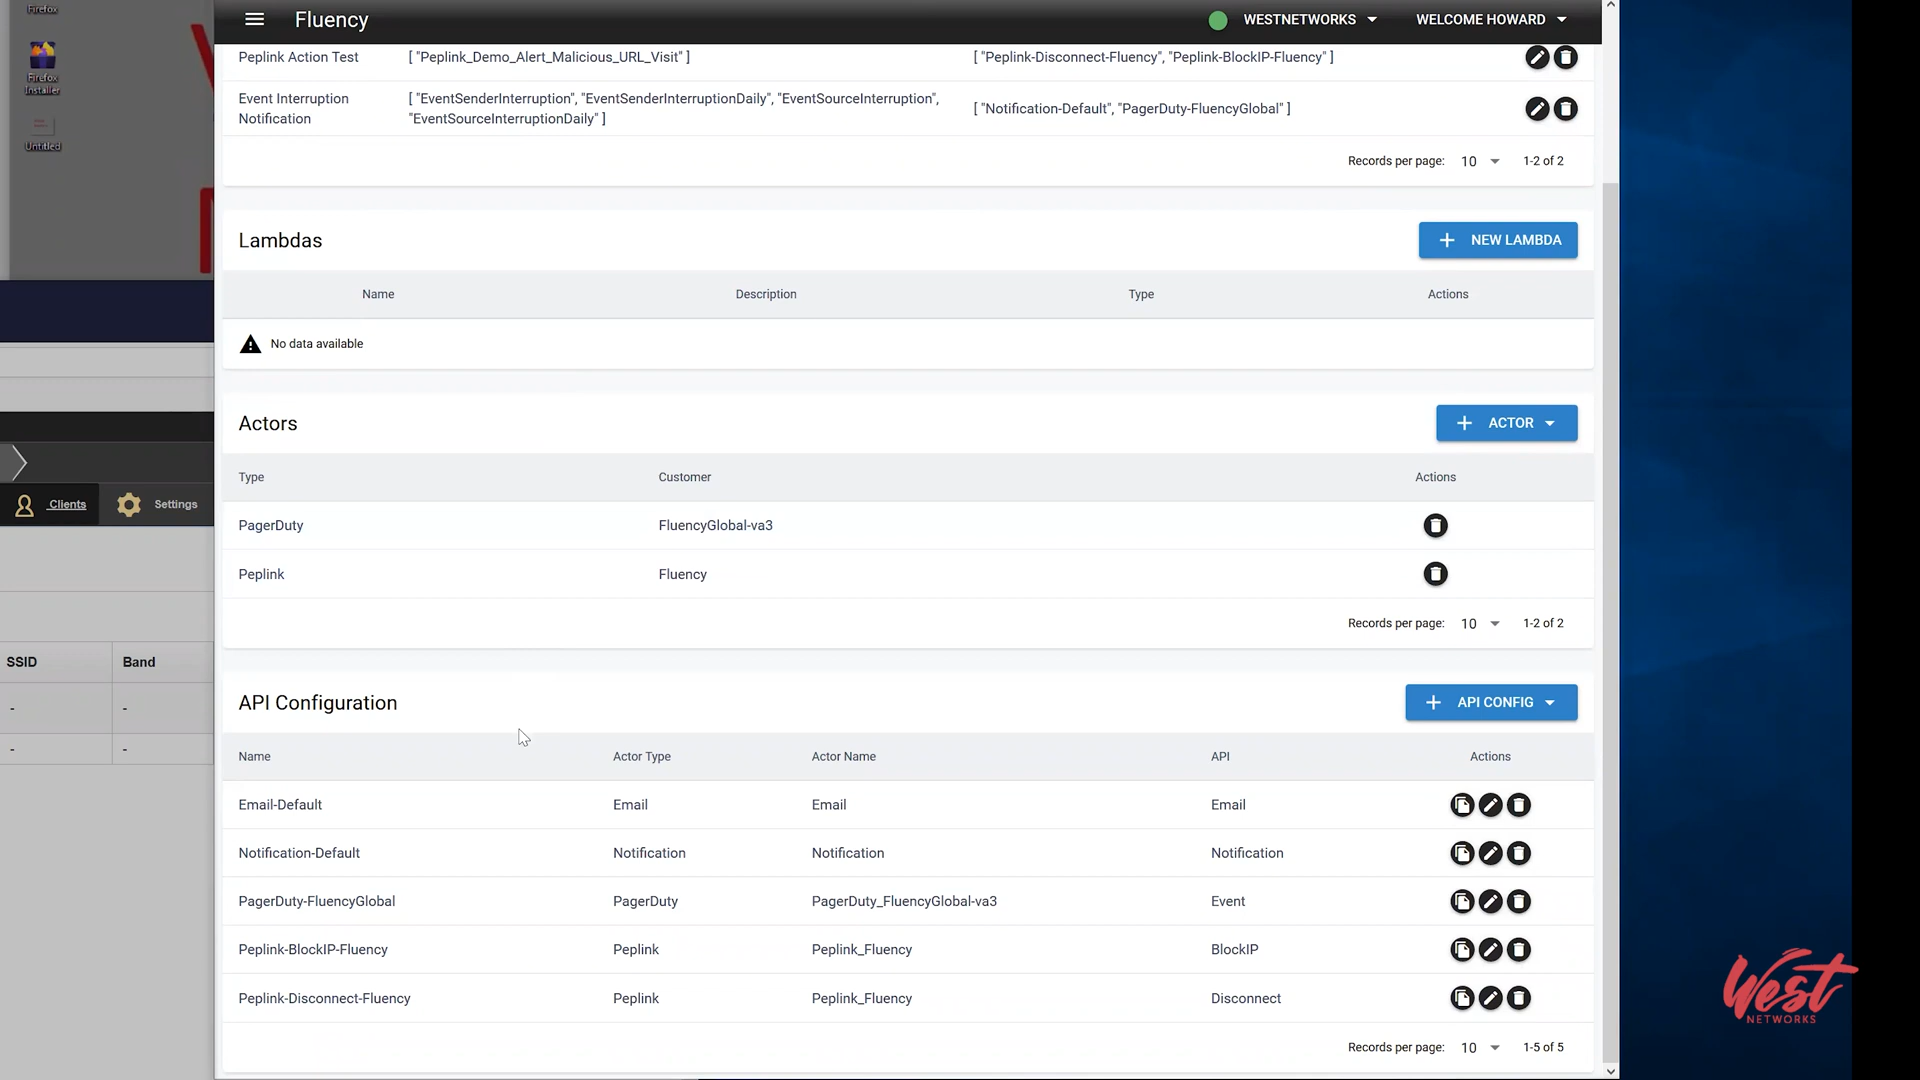 Firefox
Firefox
Installer
Untitled
Clients
Settings
SSID
Band
-
-
-
-
Fluency
WESTNETWORKS
WELCOME HOWARD
Peplink Action Test
[ "Peplink_Demo_Alert_Malicious_URL_Visit" ]
[ "Peplink-Disconnect-Fluency", "Peplink-BlockIP-Fluency" ]
Event Interruption
Notification
[ "EventSenderInterruption", "EventSenderInterruptionDaily", "EventSourceInterruption",
"EventSourceInterruptionDaily" ]
[ "Notification-Default", "PagerDuty-FluencyGlobal" ]
Records per page: 10 1-2 of 2
Lambdas
NEW LAMBDA
Name Description Type Actions
No data available
Actors
ACTOR
Type Customer Actions
PagerDuty FluencyGlobal-va3
Peplink Fluency
Records per page: 10 1-2 of 2
API Configuration
API CONFIG
Name Actor Type Actor Name API Actions
Email-Default Email Email Email
Notification-Default Notification Notification Notification
PagerDuty-FluencyGlobal PagerDuty PagerDuty_FluencyGlobal-va3 Event
Peplink-BlockIP-Fluency Peplink Peplink_Fluency BlockIP
Peplink-Disconnect-Fluency Peplink Peplink_Fluency Disconnect
Records per page: 10 1-5 of 5
West
NETWORKS